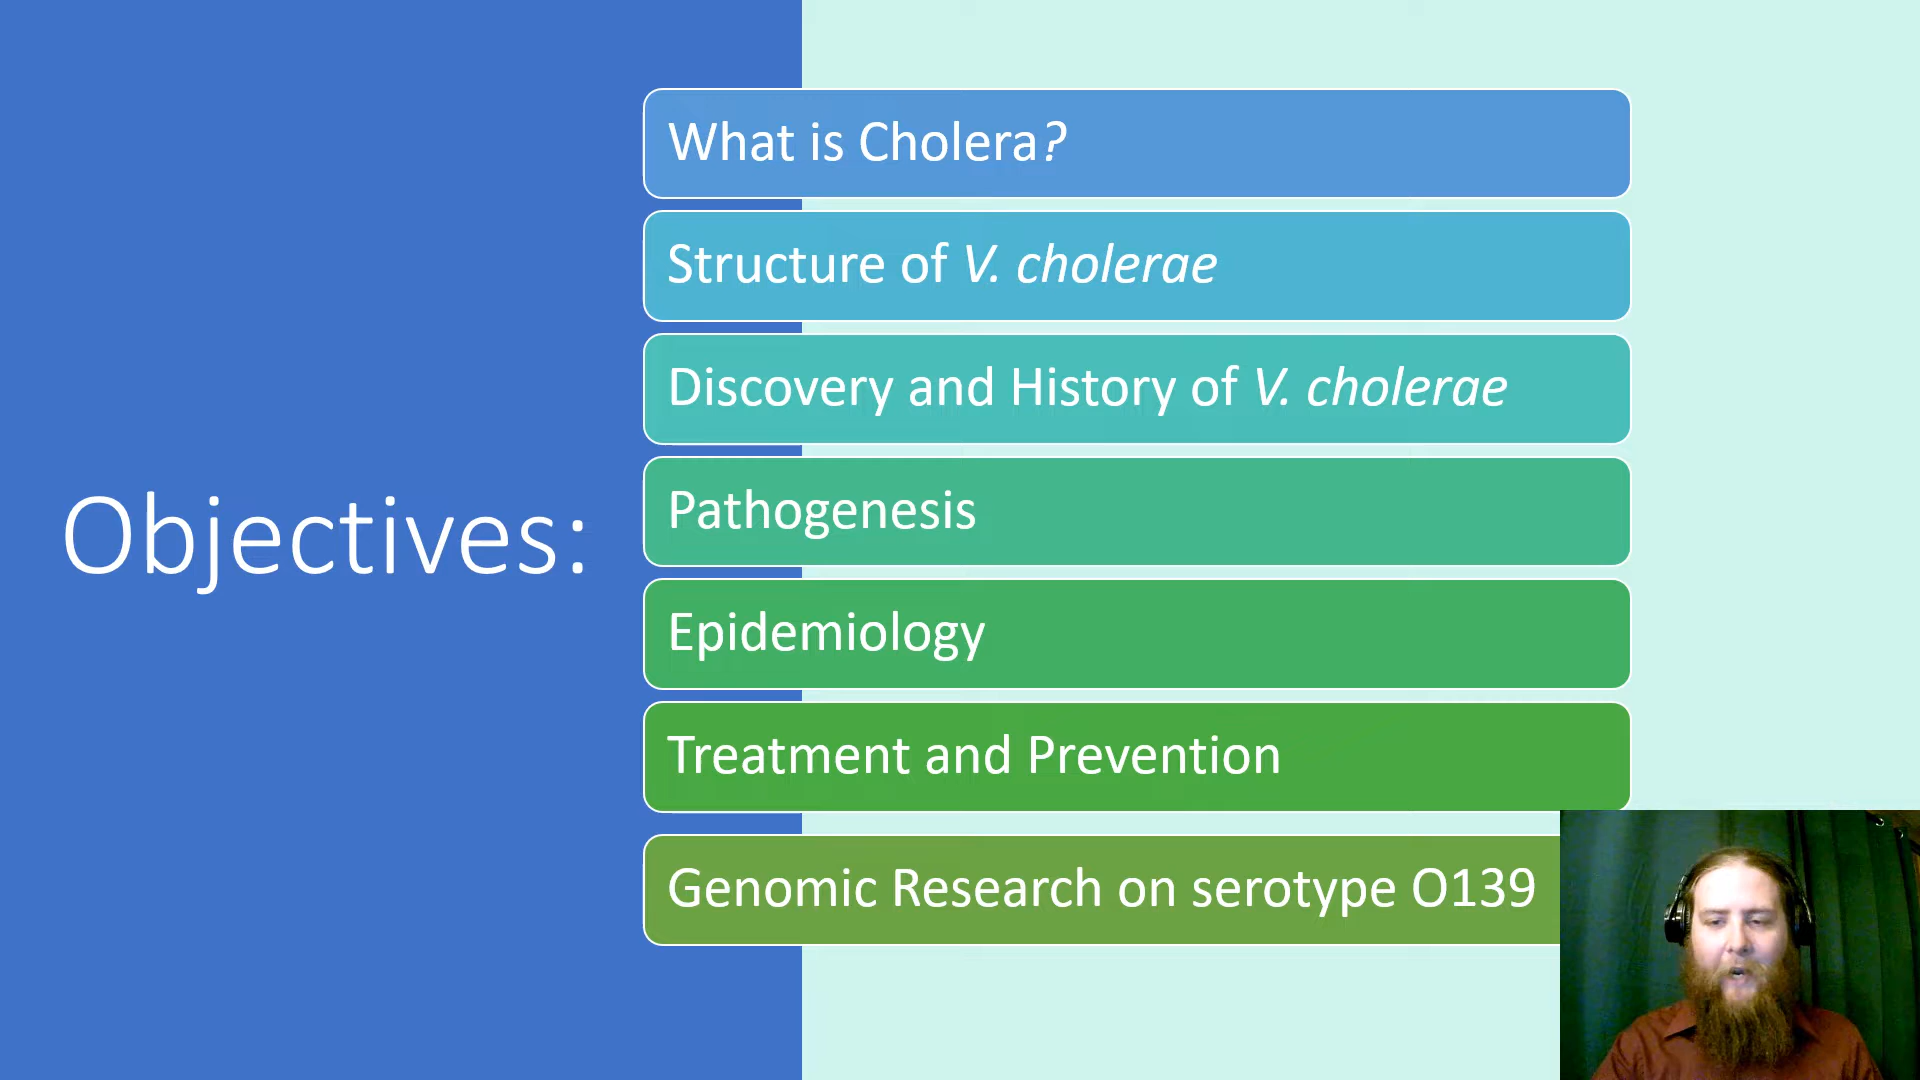 Objectives:
What is Cholera?
Structure of V. cholerae
Discovery and History of V. cholerae
Pathogenesis
Epidemiology
Treatment and Prevention
Genomic Research on serotype O139